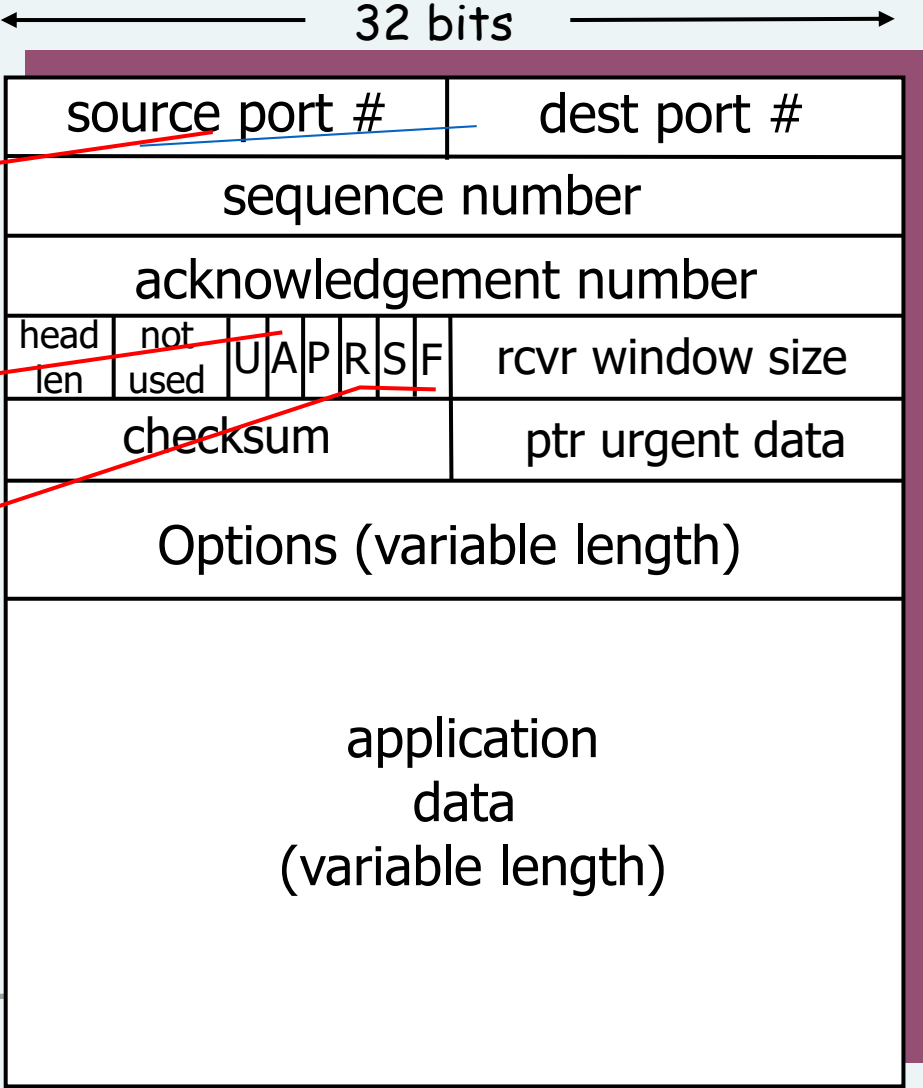 32 bits
source port # dest port #
sequence number
acknowledgement number
head len not used U A P R S F rcvr window size
checksum ptr urgent data
Options (variable length)
application
data
(variable length)